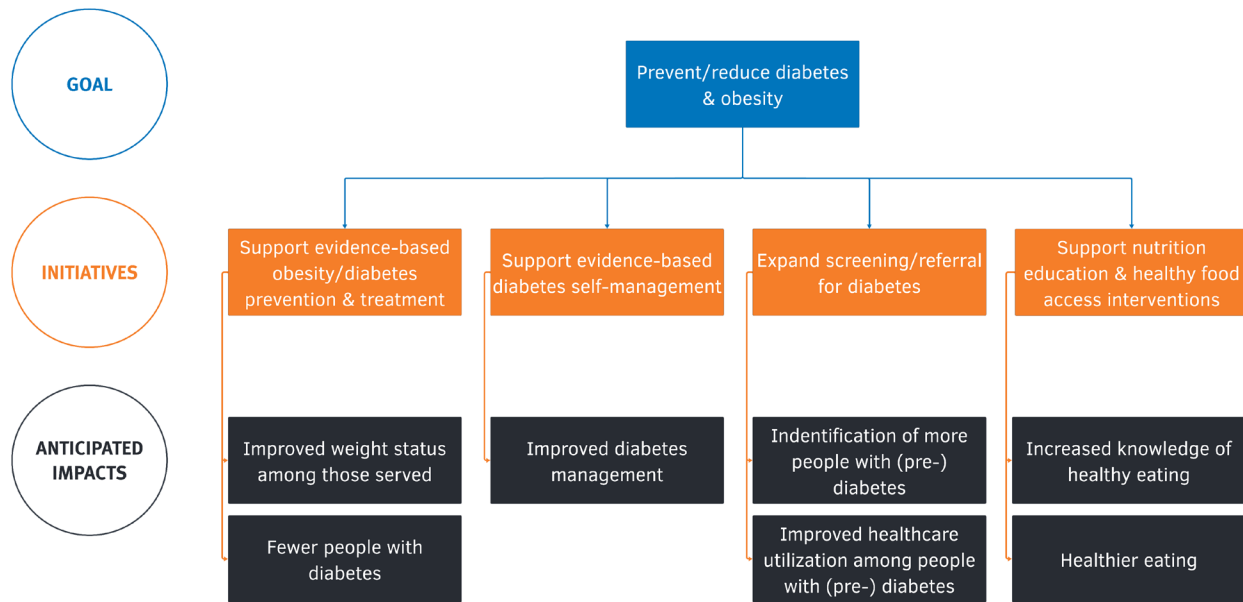 GOAL
Prevent/reduce diabetes
& obesity
INITIATIVES
Support evidence-based
obesity/diabetes
prevention & treatment
Support evidence-based
diabetes self-management
Expand screening/referral
for diabetes
Support nutrition
education & healthy food
access interventions
ANTICIPATED
IMPACTS
Improved weight status
among those served
Improved diabetes
management
Indentification of more
people with (pre-)
diabetes
Increased knowledge of
healthy eating
Fewer people with
diabetes
Improved healthcare
utilization among people
with (pre-) diabetes
Healthier eating